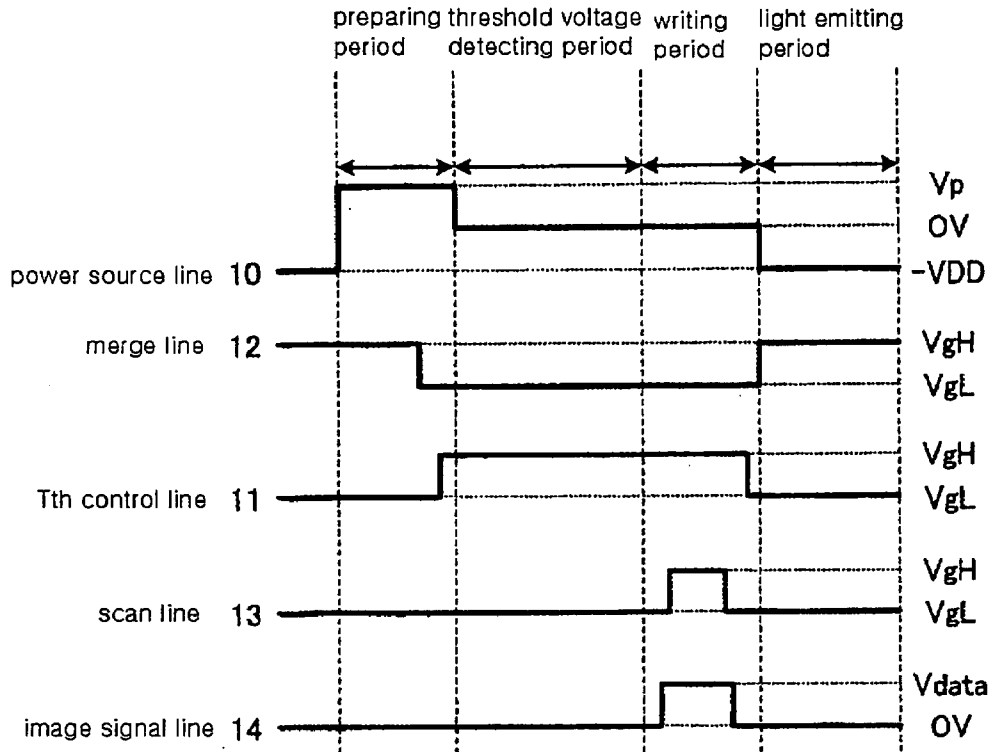 preparing threshold voltage writing light emitting
period detecting period period period
Vp
0V
power source line 10 -VDD
merge line 12 VgH
VgL
VgH
Tth control line 11 VgL
VgH
scan line 13 VgL
Vdata
image signal line 14 0V